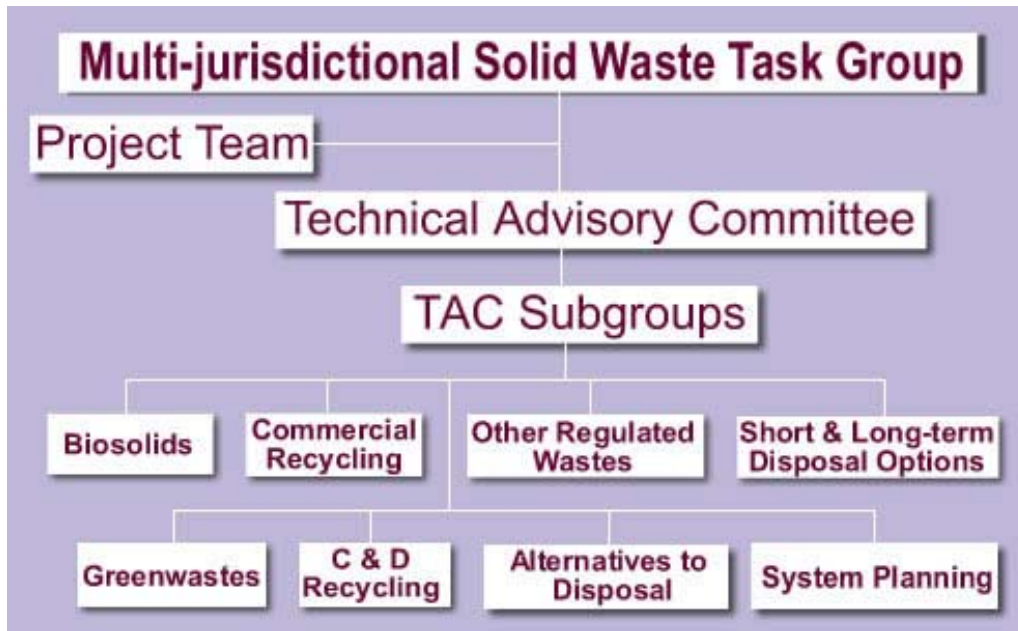 Multi-jurisdictional Solid Waste Task Group
Project Team
Technical Advisory Committee
TAC Subgroups
Biosolids
Commercial
Recycling
Other Regulated
Wastes
Short & Long-term
Disposal Options
Greenwastes
C & D
Recycling
Alternatives to
Disposal
System Planning